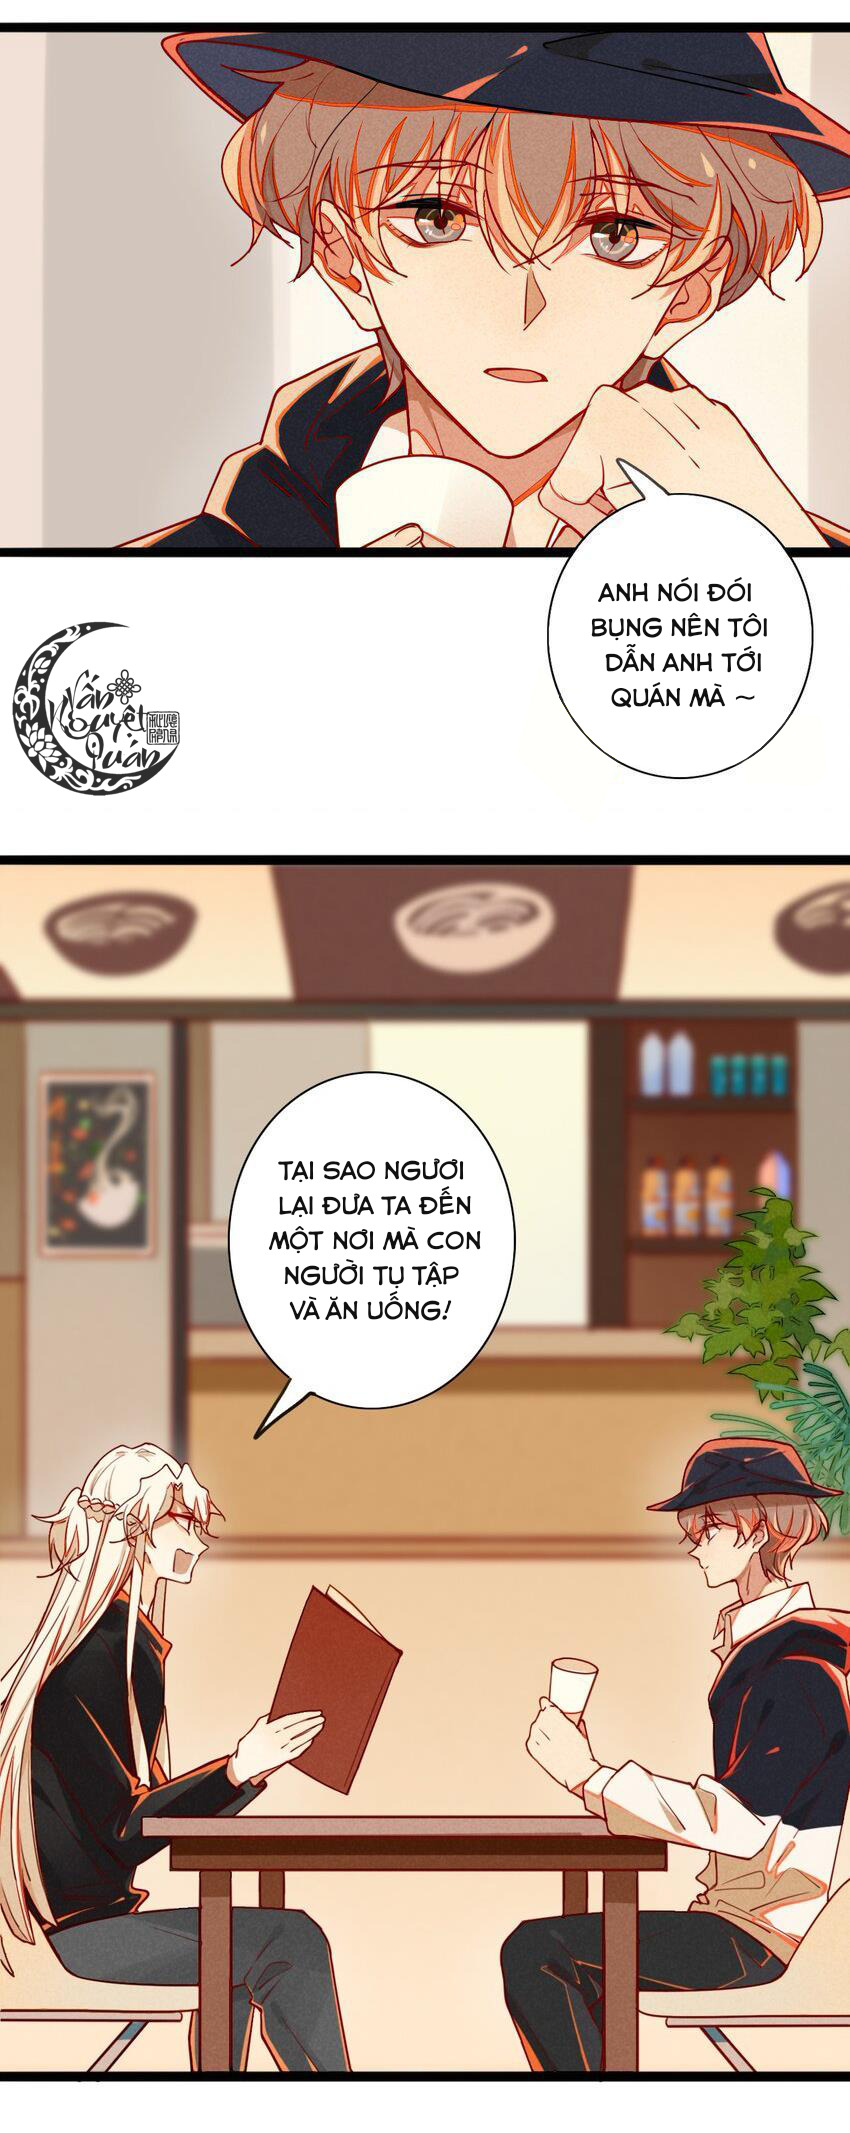 ANH NÓI ĐÓI
BỤNG NÊN TÔI
DẪN ANH TỚI
QUÁN MÀ ~
Vấn
Nguyệt
Quán
TẠI SAO NGƯƠI
LẠI ĐƯA TA ĐẾN
MỘT NƠI MÀ CON
NGƯỜI TỤ TẬP
VÀ ĂN UỐNG!